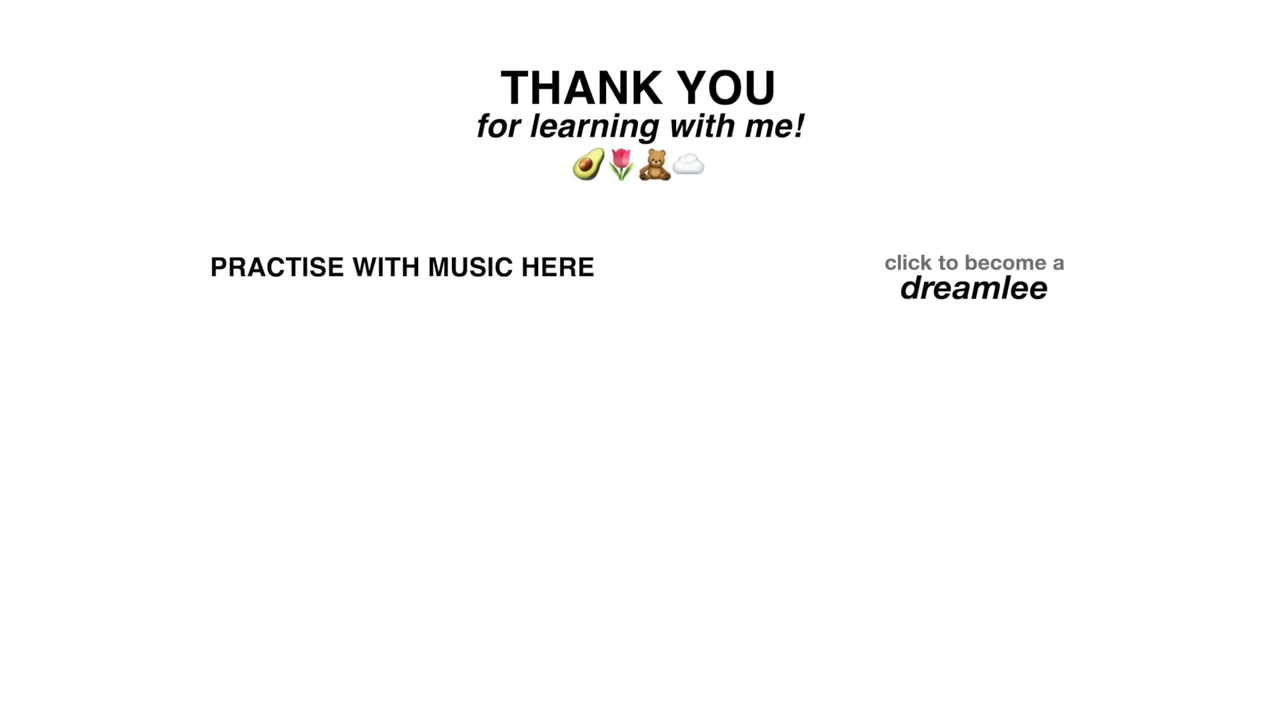 THANK YOU
for learning with me!
🥑🌷🧸☁️
PRACTISE WITH MUSIC HERE
click to become a
dreamlee